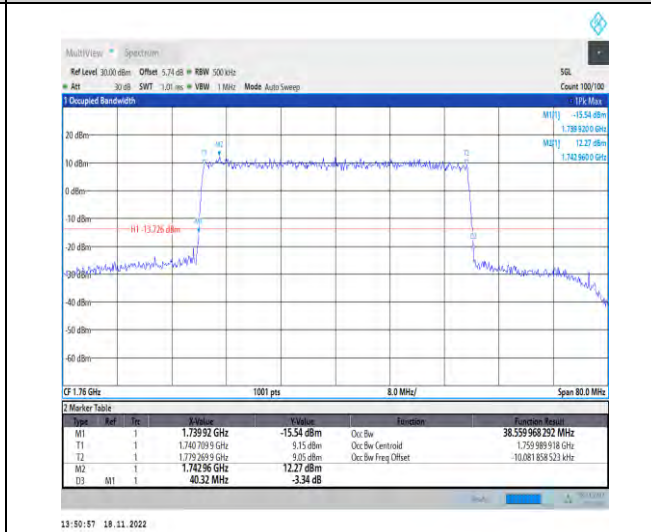 MultiView Spectrum
Ref Level 30.00 dBm Offset 5.74 dB RBW 500 kHz SGL
Att 30 dB SWT 1.01 ms VBW 1 MHz Mode Auto Sweep Count 100/100
1 Occupied Bandwidth 1Pk Max
M1[1] -15.54 dBm
1.739 920 0 GHz
M2[1] 12.27 dBm
1.742 960 0 GHz
20 dBm
M2
10 dBm
0 dBm
-10 dBm
H1 -13.726 dBm
-20 dBm
-30 dBm
-40 dBm
-50 dBm
-60 dBm
CF 1.76 GHz 1001 pts 8.0 MHz/ Span 80.0 MHz
2 Marker Table
Type Ref Trc X-Value Y-Value Function Function Result
M1 1 1.739 92 GHz -15.54 dBm Occ Bw 38.559 968 292 MHz
T1 1 1.740 709 9 GHz 9.15 dBm Occ Bw Centroid 1.759 989 918 GHz
T2 1 1.779 269 9 GHz 9.05 dBm Occ Bw Freq Offset -10.081 858 523 kHz
M2 1 1.742 96 GHz 12.27 dBm
D3 M1 1 40.32 MHz -3.34 dB
13:50:57 18.11.2022